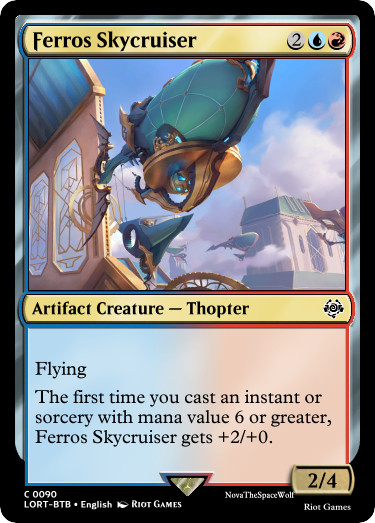 Ferros Skycruiser 2
Artifact Creature — Thopter
Flying
The first time you cast an instant or
sorcery with mana value 6 or greater,
Ferros Skycruiser gets +2/+0.
2/4
C 0090
LORT-BTB • English RIOT GAMES
NovaTheSpaceWolf
Riot Games